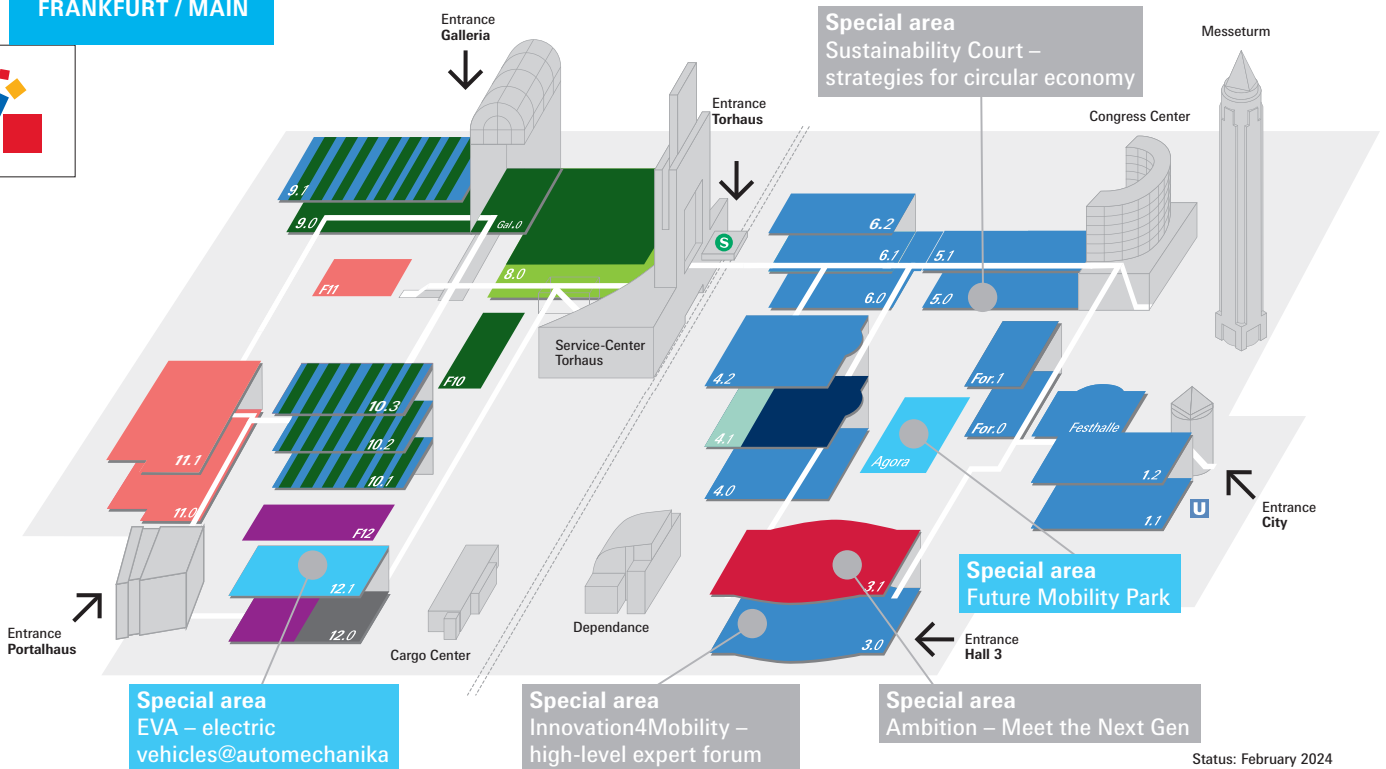 FRANKFURT / MAIN
Entrance
Galleria
Special area
Sustainability Court –
strategies for circular economy
Messeturm
Entrance
Torhaus
Congress Center
9.1
9.0
Gal.0
8.0
S
6.2
6.1
5.1
6.0
5.0
F11
F10
Service-Center
Torhaus
4.2
4.1
4.0
For.1
For.0
Agora
Festhalle
1.2
1.1
U
Entrance
City
11.1
11.0
10.3
10.2
10.1
F12
12.1
12.0
Entrance
Portalhaus
Cargo Center
Dependance
3.1
3.0
Entrance
Hall 3
Special area
Future Mobility Park
Special area
EVA – electric
vehicles@automechanika
Special area
Innovation4Mobility –
high-level expert forum
Special area
Ambition – Meet the Next Gen
Status: February 2024